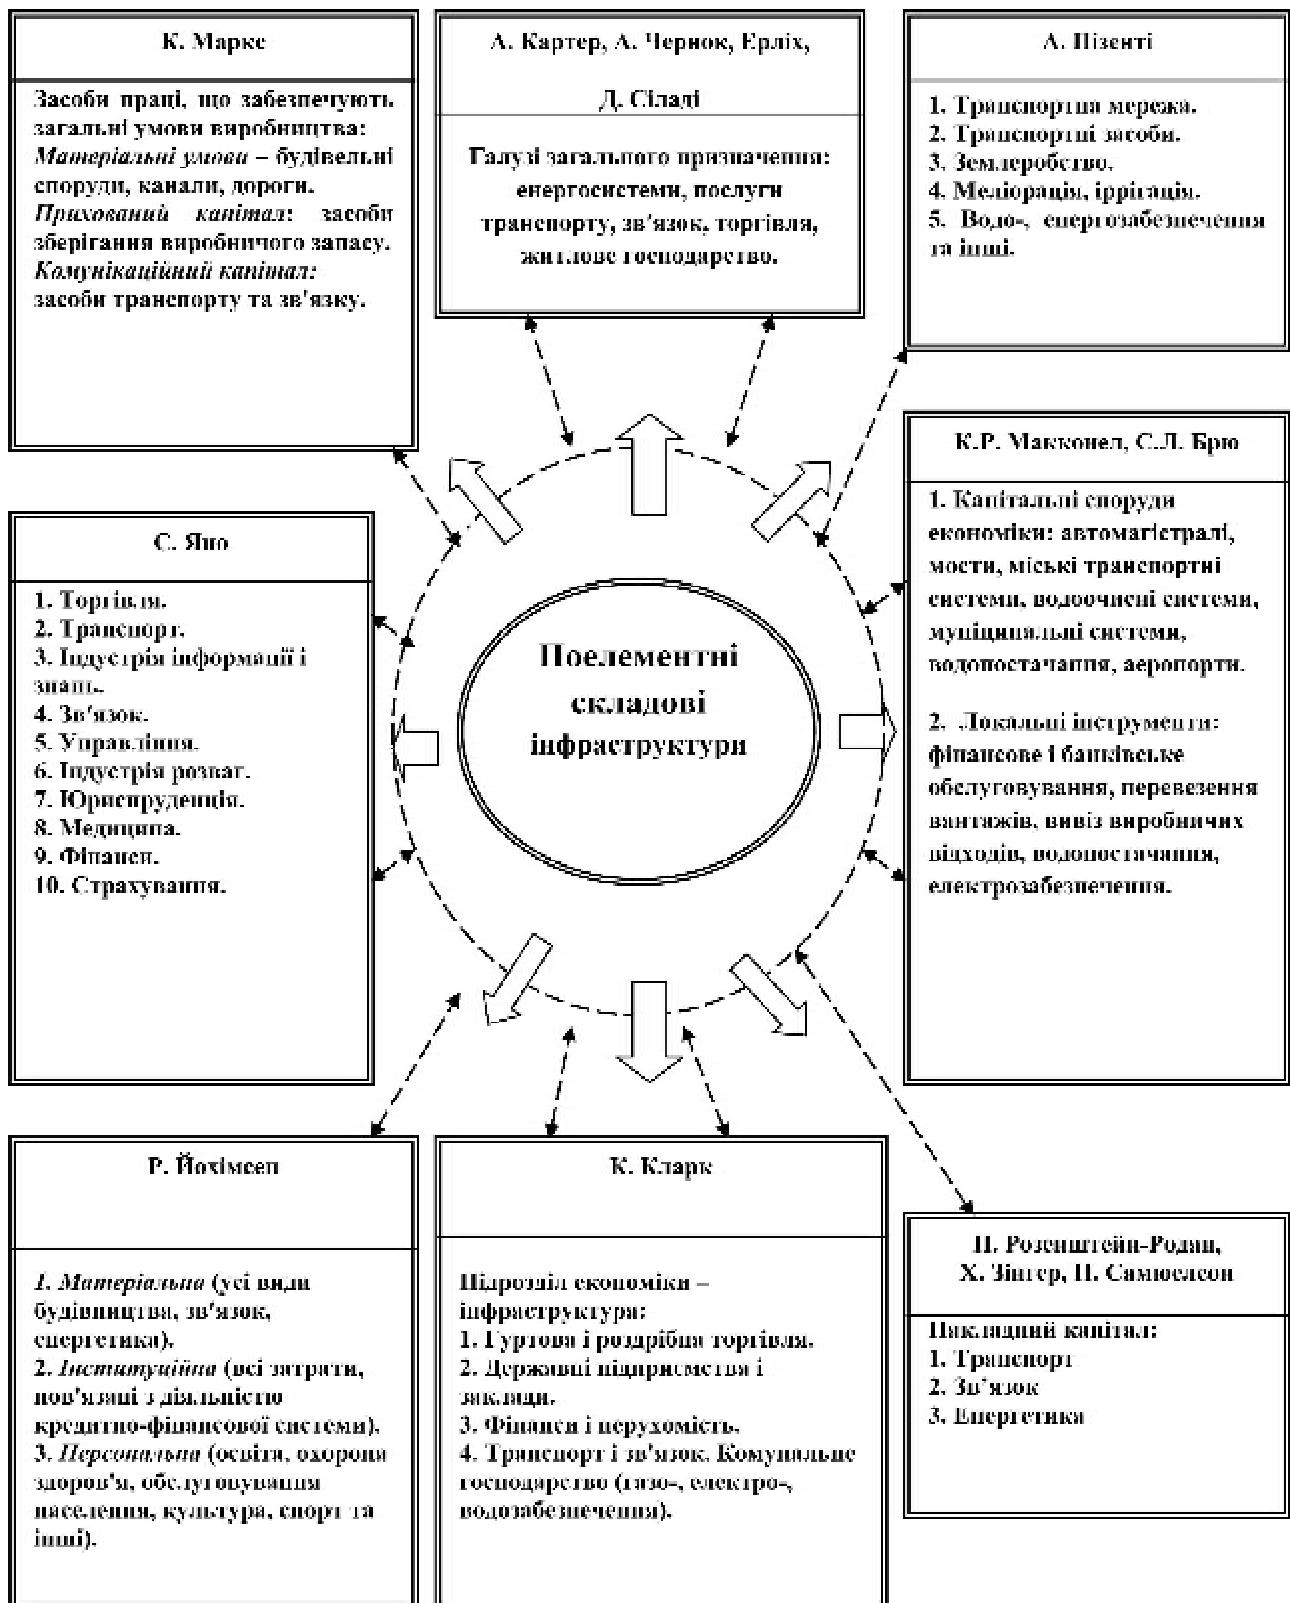 К. Маркс
Засоби праці, що забезпечують
загальні умови виробництва:
Матеріальні умови – будівельні
споруди, канали, дороги.
Прихований капітал: засоби
зберігання виробничого запасу.
Комунікаційний капітал:
засоби транспорту та зв'язку.
А. Картер, А. Чернок, Ерліх,
Д. Сіладі
Галузі загального призначення:
енергосистеми, послуги
транспорту, зв'язок, торгівля,
житлове господарство.
А. Пізенті
1. Транспортна мережа.
2. Транспортні засоби.
3. Землеробство.
4. Меліорація, іррігація.
5. Водо-, енергозабезпечення
та інші.
К.Р. Макконел, С.Л. Брю
1. Капітальні споруди
економіки: автомагістралі,
мости, міські транспортні
системи, водоочисні системи,
муніципальні системи,
водопостачання, аеропорти.
2. Локальні інструменти:
фінансове і банківське
обслуговування, перевезення
вантажів, вивіз виробничих
відходів, водопостачання,
електрозабезпечення.
С. Яно
1. Торгівля.
2. Транспорт.
3. Індустрія інформації і
знань.
4. Зв'язок.
5. Управління.
6. Індустрія розваг.
7. Юриспруденція.
8. Медицина.
9. Фінанси.
10. Страхування.
Поелементні
складові
інфраструктури
Р. Йохімсен
1. Матеріальна (усі види
будівництва, зв'язок,
енергетика).
2. Інституційна (всі затрати,
пов'язані з діяльністю
кредитно-фінансової системи).
3. Персональна (освіта, охорона
здоров'я, обслуговування
населення, культура, спорт та
інші).
К. Кларк
Підрозділ економіки –
інфраструктура:
1. Гуртова і роздрібна торгівля.
2. Державні підприємства і
заклади.
3. Фінанси і нерухомість.
4. Транспорт і зв'язок. Комунальне
господарство (газо-, електро-,
водозабезпечення).
П. Розенштейн-Родан,
Х. Зінгер, П. Самюелсон
Накладний капітал:
1. Транспорт
2. Зв'язок
3. Енергетика